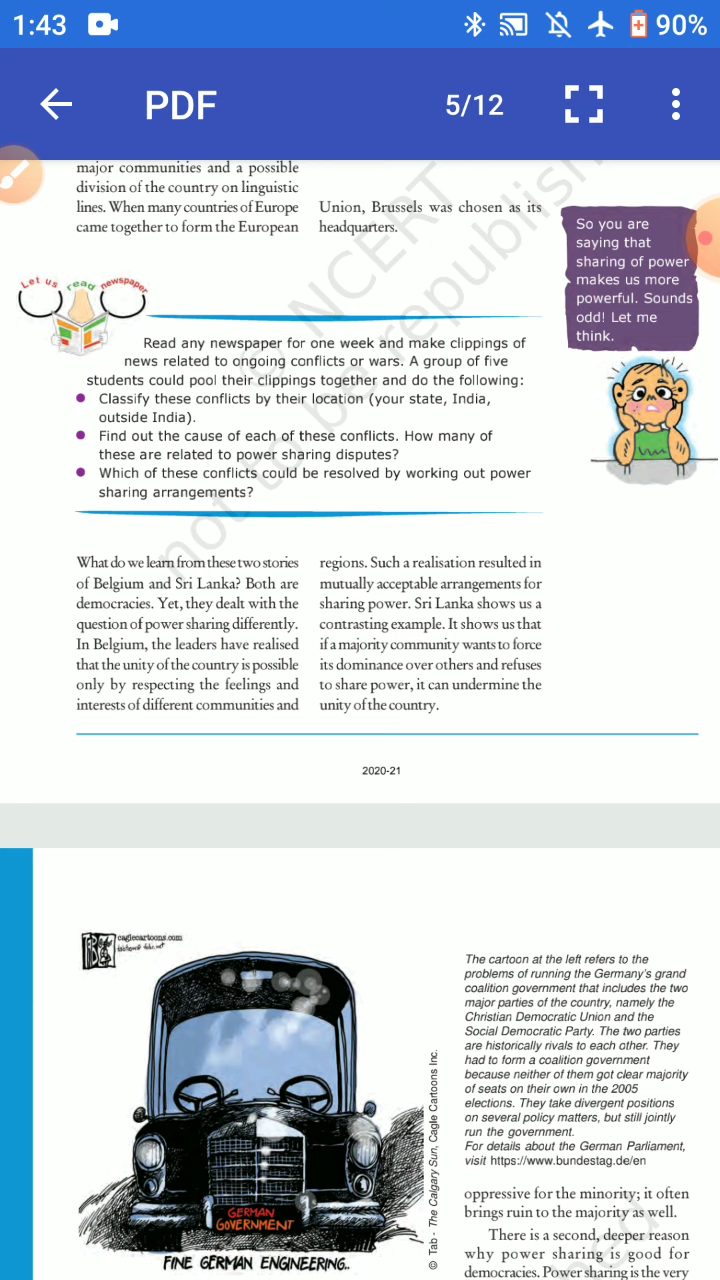 1:43
90%
PDF
5/12
major communities and a possible
division of the country on linguistic
lines. When many countries of Europe
came together to form the European
Union, Brussels was chosen as its
headquarters.
So you are
saying that
sharing of power
makes us more
powerful. Sounds
odd! Let me
think.
Let us read newspaper
Read any newspaper for one week and make clippings of
news related to ongoing conflicts or wars. A group of five
students could pool their clippings together and do the following:
Classify these conflicts by their location (your state, India,
outside India).
Find out the cause of each of these conflicts. How many of
these are related to power sharing disputes?
Which of these conflicts could be resolved by working out power
sharing arrangements?
© NCERT
not to be republished
What do we learn from these two stories
of Belgium and Sri Lanka? Both are
democracies. Yet, they dealt with the
question of power sharing differently.
In Belgium, the leaders have realised
that the unity of the country is possible
only by respecting the feelings and
interests of different communities and
regions. Such a realisation resulted in
mutually acceptable arrangements for
sharing power. Sri Lanka shows us a
contrasting example. It shows us that
if a majority community wants to force
its dominance over others and refuses
to share power, it can undermine the
unity of the country.
2020-21
caglecartoons.com
GERMAN
GOVERNMENT
FINE GERMAN ENGINEERING..
© Tab - The Calgary Sun, Cagle Cartoons Inc.
The cartoon at the left refers to the
problems of running the Germany's grand
coalition government that includes the two
major parties of the country, namely the
Christian Democratic Union and the
Social Democratic Party. The two parties
are historically rivals to each other. They
had to form a coalition government
because neither of them got clear majority
of seats on their own in the 2005
elections. They take divergent positions
on several policy matters, but still jointly
run the government.
For details about the German Parliament,
visit https://www.bundestag.de/en
oppressive for the minority; it often
brings ruin to the majority as well.
There is a second, deeper reason
why power sharing is good for
democracies. Power sharing is the very